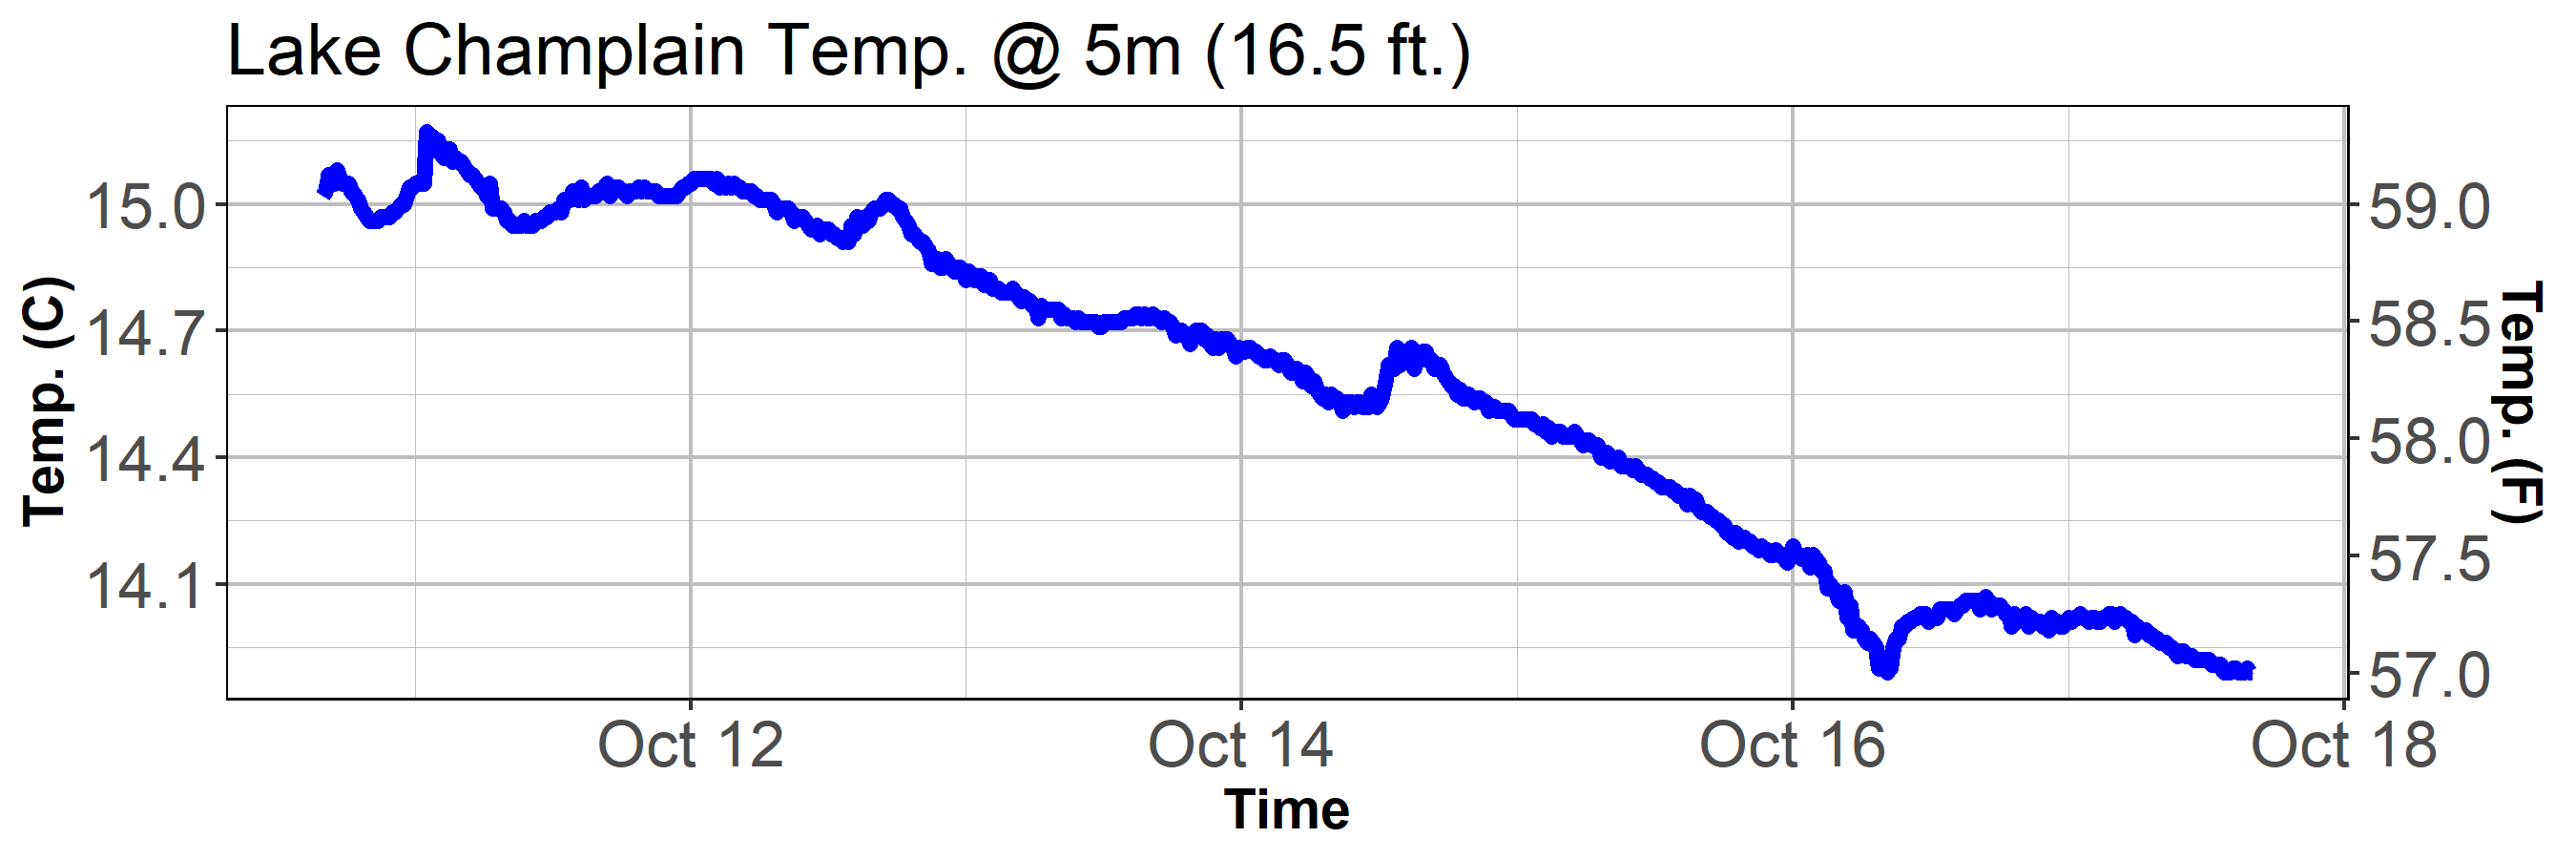 Lake Champlain Temp. @ 5m (16.5 ft.)
Temp. (C)
15.0
14.7
14.4
14.1
59.0
58.5
58.0
57.5
57.0
Temp. (F)
Oct 12
Oct 14
Oct 16
Oct 18
Time